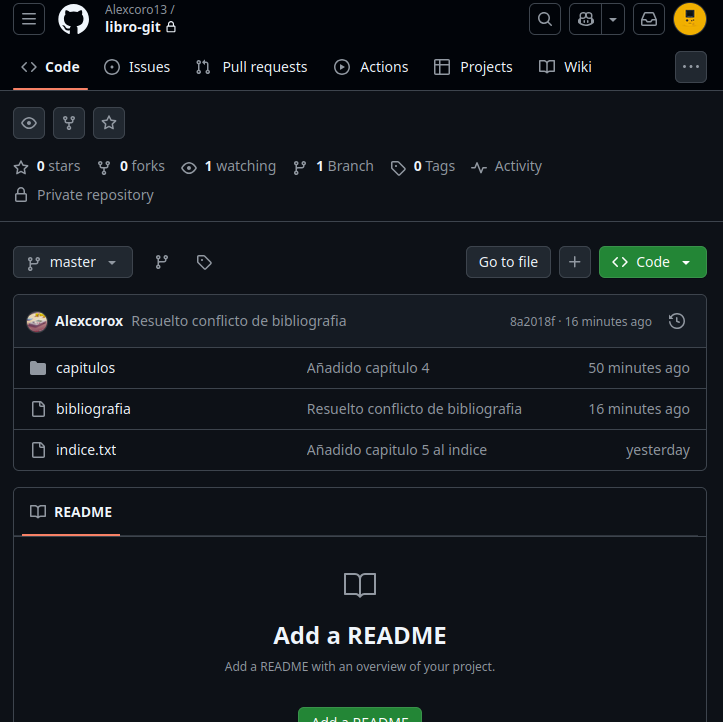 Alexcoro13 /
libro-git
Code Issues Pull requests Actions Projects Wiki
0 stars 0 forks 1 watching 1 Branch 0 Tags Activity
Private repository
master Go to file Code
Alexcorox Resuelto conflicto de bibliografia 8a2018f · 16 minutes ago
capitulos Añadido capítulo 4 50 minutes ago
bibliografia Resuelto conflicto de bibliografia 16 minutes ago
indice.txt Añadido capitulo 5 al indice yesterday
README
Add a README
Add a README with an overview of your project.
Add a README